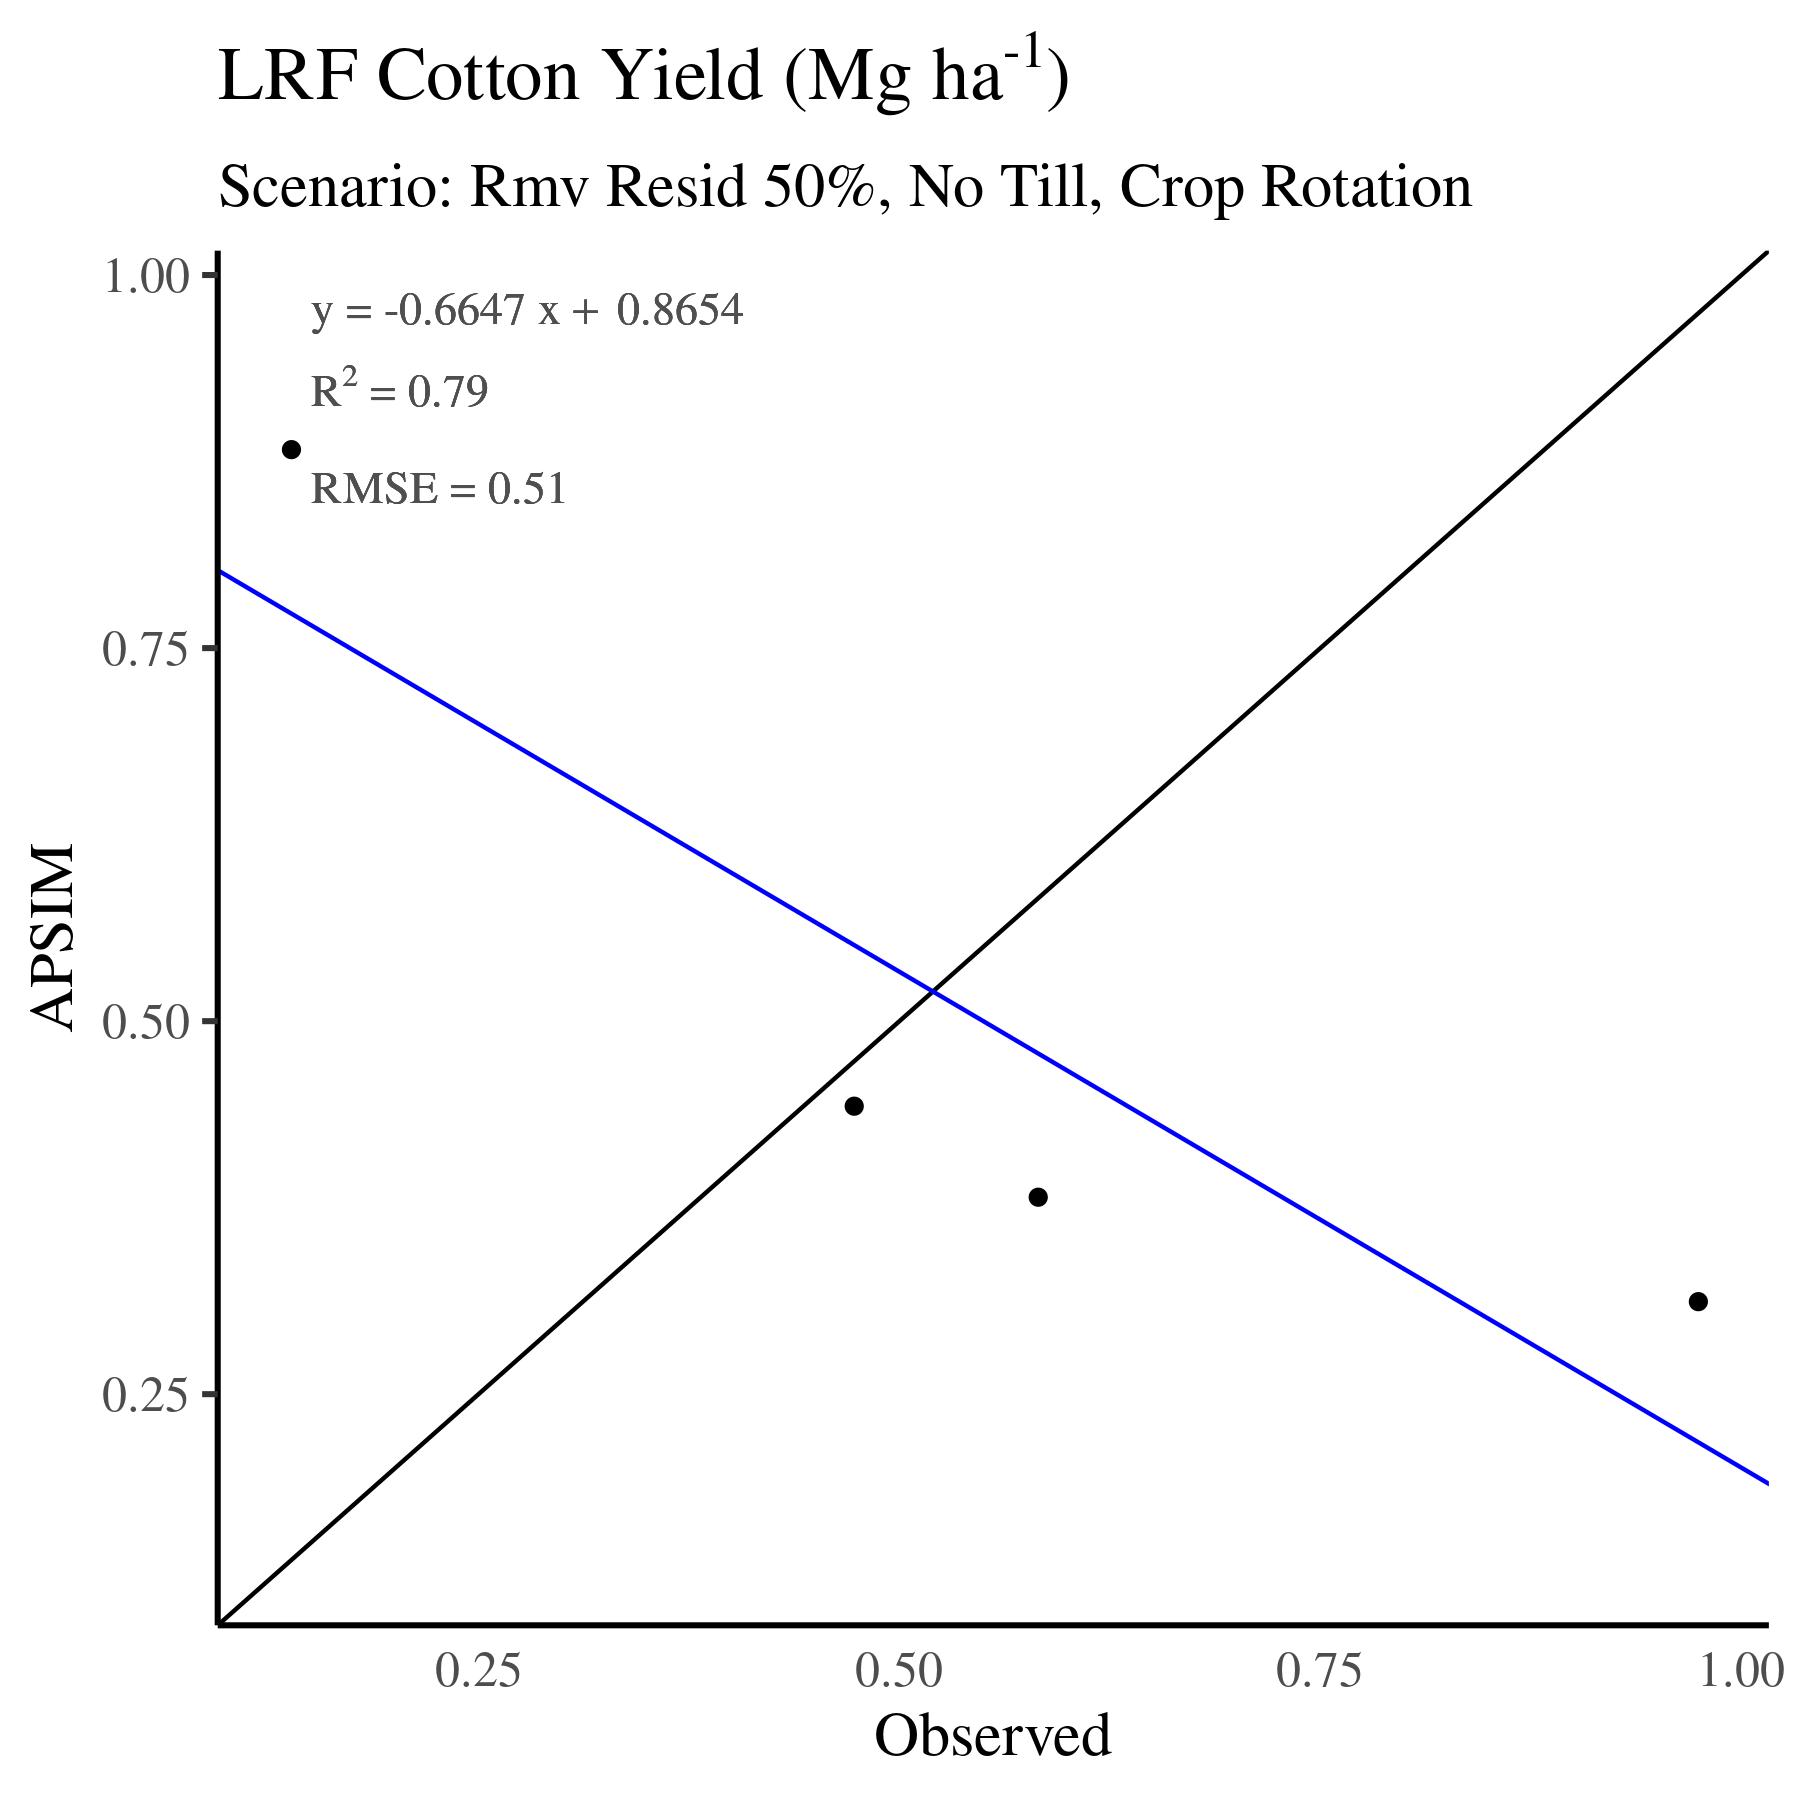 LRF Cotton Yield (Mg ha⁻¹)
Scenario: Rmv Resid 50%, No Till, Crop Rotation
1.00
y = -0.6647 x + 0.8654
R² = 0.79
RMSE = 0.51
0.75
APSIM
0.50
0.25
0.25 0.50 0.75 1.00
Observed